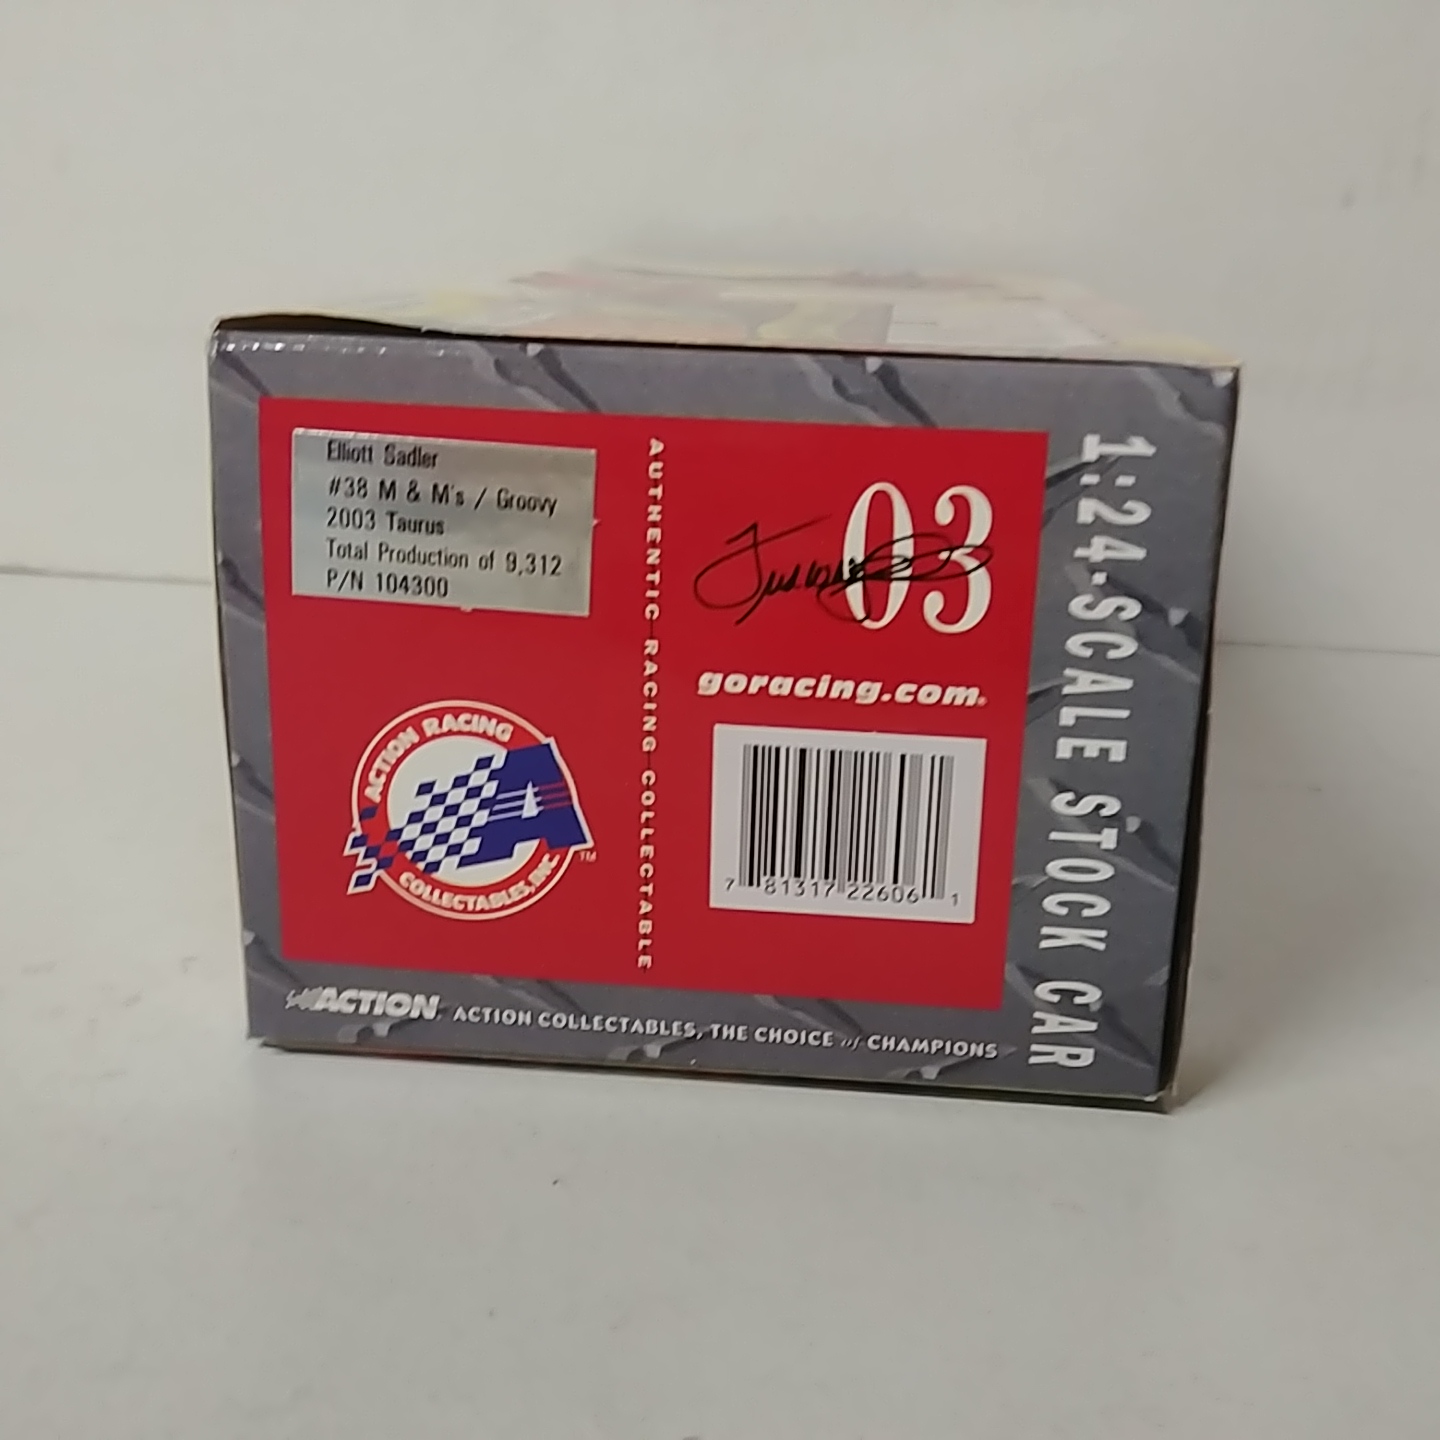 Elliott Sadler
#38 M & M's / Groovy
2003 Taurus
Total Production of 9,312
P/N 104300
ACTION RACING
COLLECTABLES, INC
TM
AUTHENTIC RACING COLLECTABLE
03
goracing.com
7 81317 22606 1
1:24-SCALE STOCK CAR
ACTION ACTION COLLECTABLES, THE CHOICE of CHAMPIONS